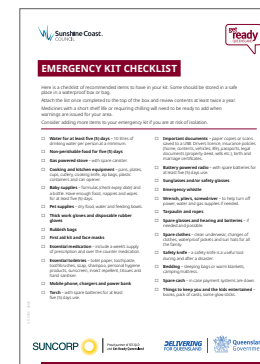 Sunshine Coast.
COUNCIL
get
ready
QUEENSLAND
EMERGENCY KIT CHECKLIST
Here is a checklist of recommended items to have in your kit. Some should be stored in a safe
place in a waterproof box or bag.
Attach the list once completed to the top of the box and review contents at least twice a year.
Medicines with a short shelf life or requiring refill will need to be ready to add when
warnings are issued for your area.
Consider adding more items to your emergency kit if you are at risk of isolation.
Water for at least five (5) days - 10 litres of
drinking water per person at a minimum.
Non-perishable food for five (5) days
Gas powered stove - with spare canister.
Cooking and kitchen equipment - pans, plates,
cups, cutlery, cooking knife, zip bags, plastic
containers and can opener.
Baby supplies - formula:
a bottle. Have enough food, nappies and wipes
for at least five (5) days.
Pet supplies - dry food, water and feeding bowls.
Thick work gloves and disposable rubber
gloves
Rubbish bags
First aid kit and face masks
Essential medication - include a week supply
of prescription and over the counter medication.
Essential toiletries - toilet paper, toothpaste,
toothbrushes, soap, shampoo, personal hygiene
products, sunscreen, insect repellent, tissues and
hand sanitiser
Mobile phone, chargers and power bank
Torch - with spare batteries for at least
five (5) days use.
Important documents - paper copies or scans
saved to a USB. Drivers licence, insurance policies
(home, contents, vehicle, life), passports, legal
documents (property deed, wills etc.), birth and
marriage certificates.
Battery powered radio - with spare batteries for
at least five (5) days.
Sunglasses and/or safety glasses
Emergency whistle
Wrench, pliers, screwdriver - to help turn off
power, water and gas supplies if needed.
Tarpaulin and ropes
Spare glasses and hearing aid batteries - if
needed and possible
Spare clothes - clean underwear, changes of
clothes, waterproof jackets and sun hats for all
the family.
Safety knife - a safety knife is a useful tool
during and after a disaster.
Bedding - sleeping bags or warm blankets,
camping mattress.
Spare cash - in case payment systems are down.
Things to keep you and the kids entertained -
books, pack of cards, some glow sticks.
SUNCORP
Proud partner of SES QLD
and Get Ready Queensland
DELIVERING
FOR QUEENSLAND
Queensland
Government